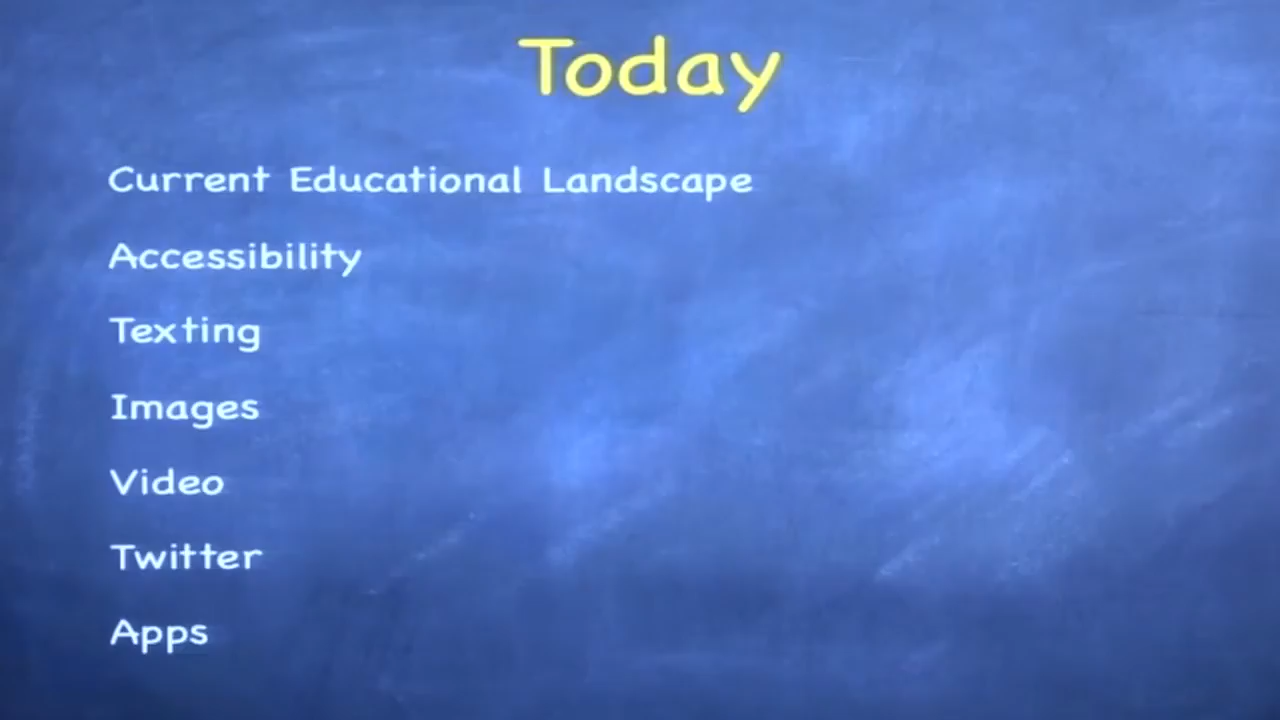 Today
Current Educational Landscape
Accessibility
Texting
Images
Video
Twitter
Apps